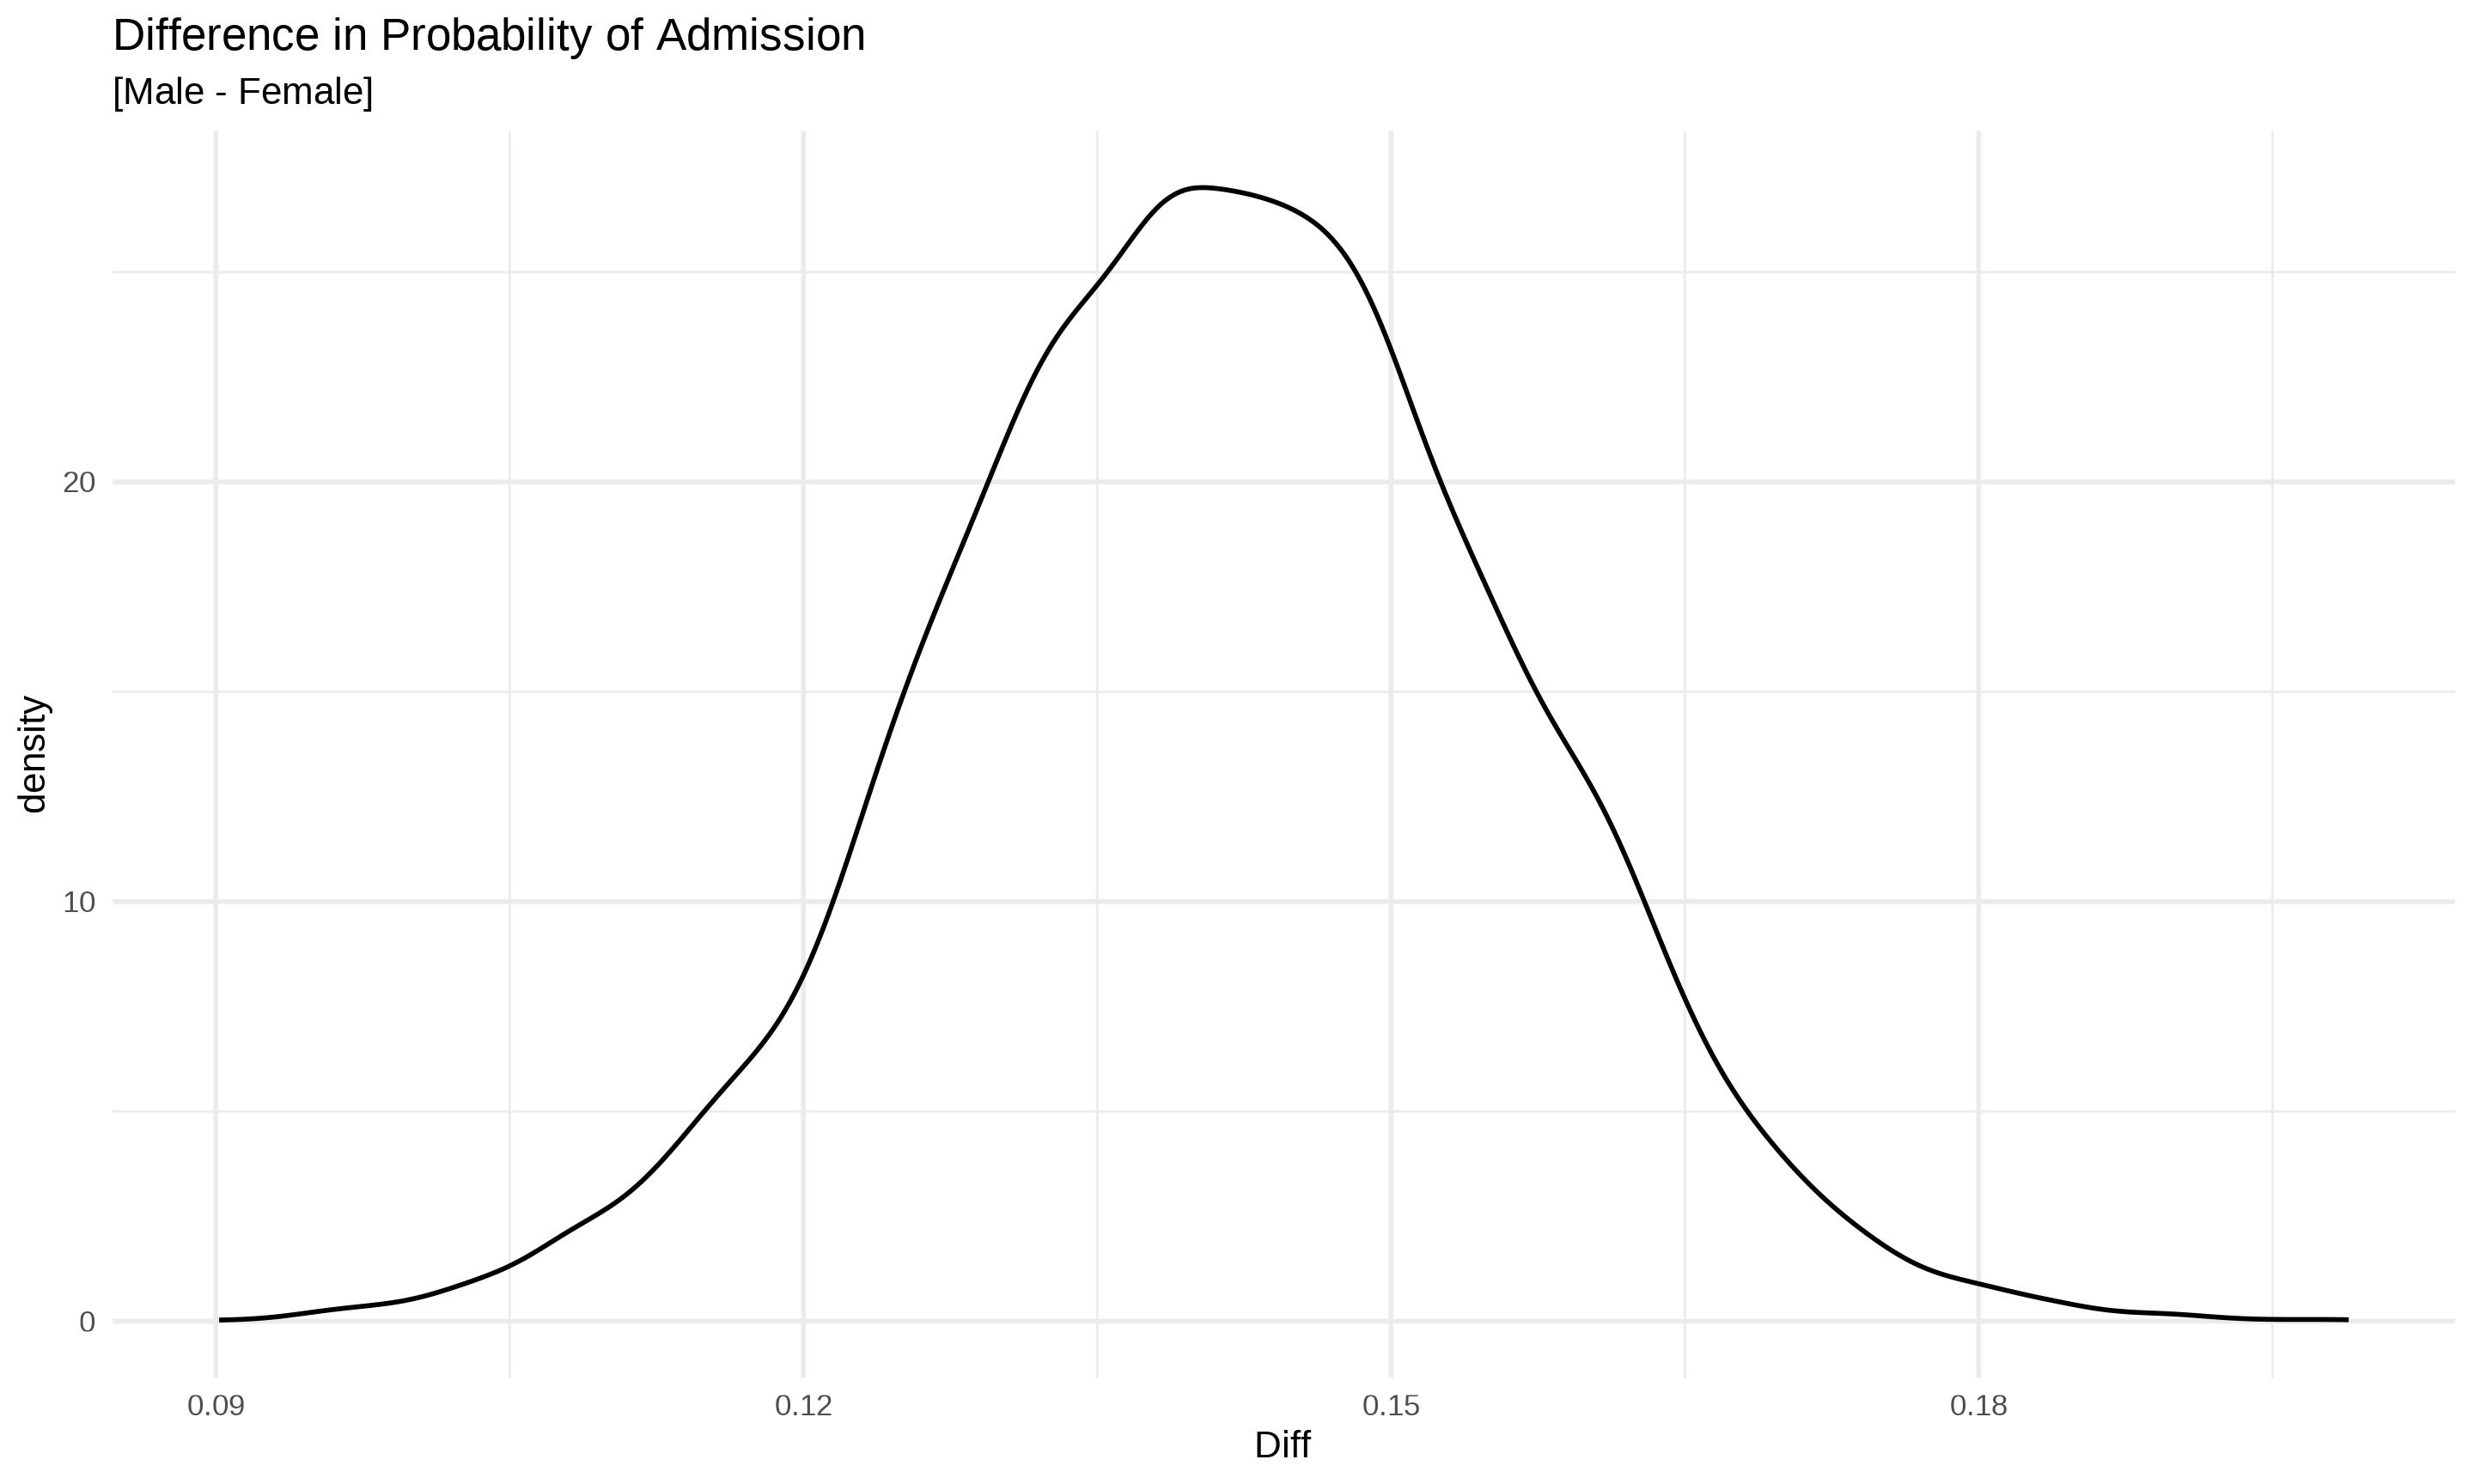 Difference in Probability of Admission
[Male - Female]
density
20
10
0
0.09 0.12 0.15 0.18
Diff